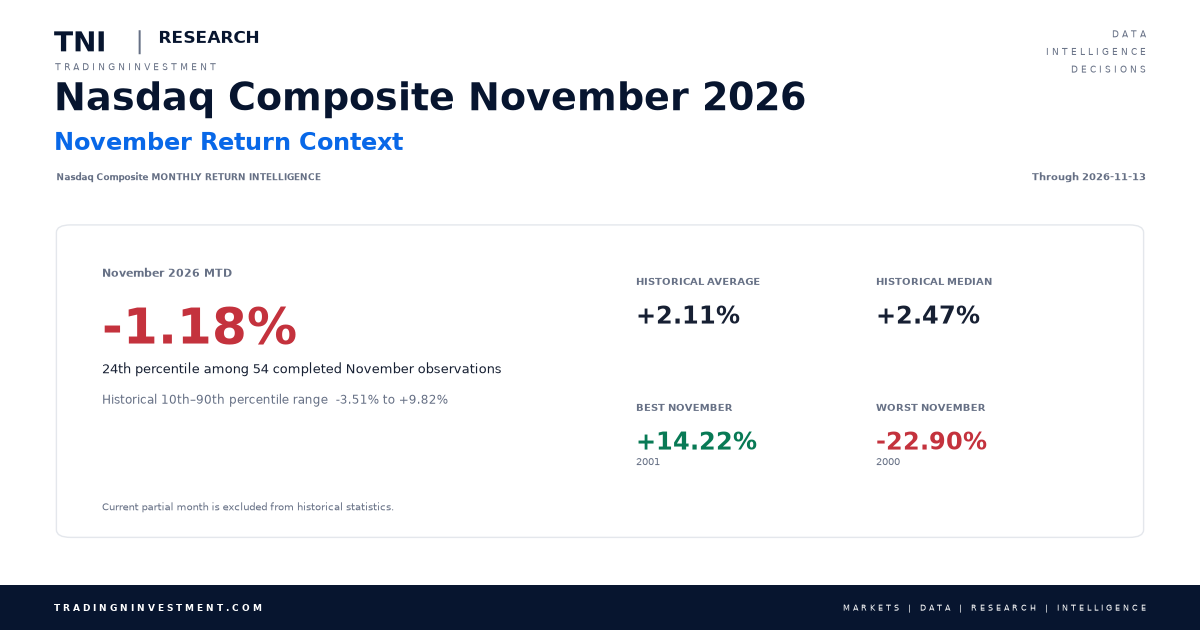 TNI | RESEARCH
TRADINGNINVESTMENT
DATA
INTELLIGENCE
DECISIONS
Nasdaq Composite November 2026
November Return Context
Nasdaq Composite MONTHLY RETURN INTELLIGENCE
Through 2026-11-13
November 2026 MTD
-1.18%
24th percentile among 54 completed November observations
Historical 10th–90th percentile range -3.51% to +9.82%
HISTORICAL AVERAGE
+2.11%
HISTORICAL MEDIAN
+2.47%
BEST NOVEMBER
+14.22%
2001
WORST NOVEMBER
-22.90%
2000
Current partial month is excluded from historical statistics.
TRADINGNINVESTMENT.COM
MARKETS | DATA | RESEARCH | INTELLIGENCE